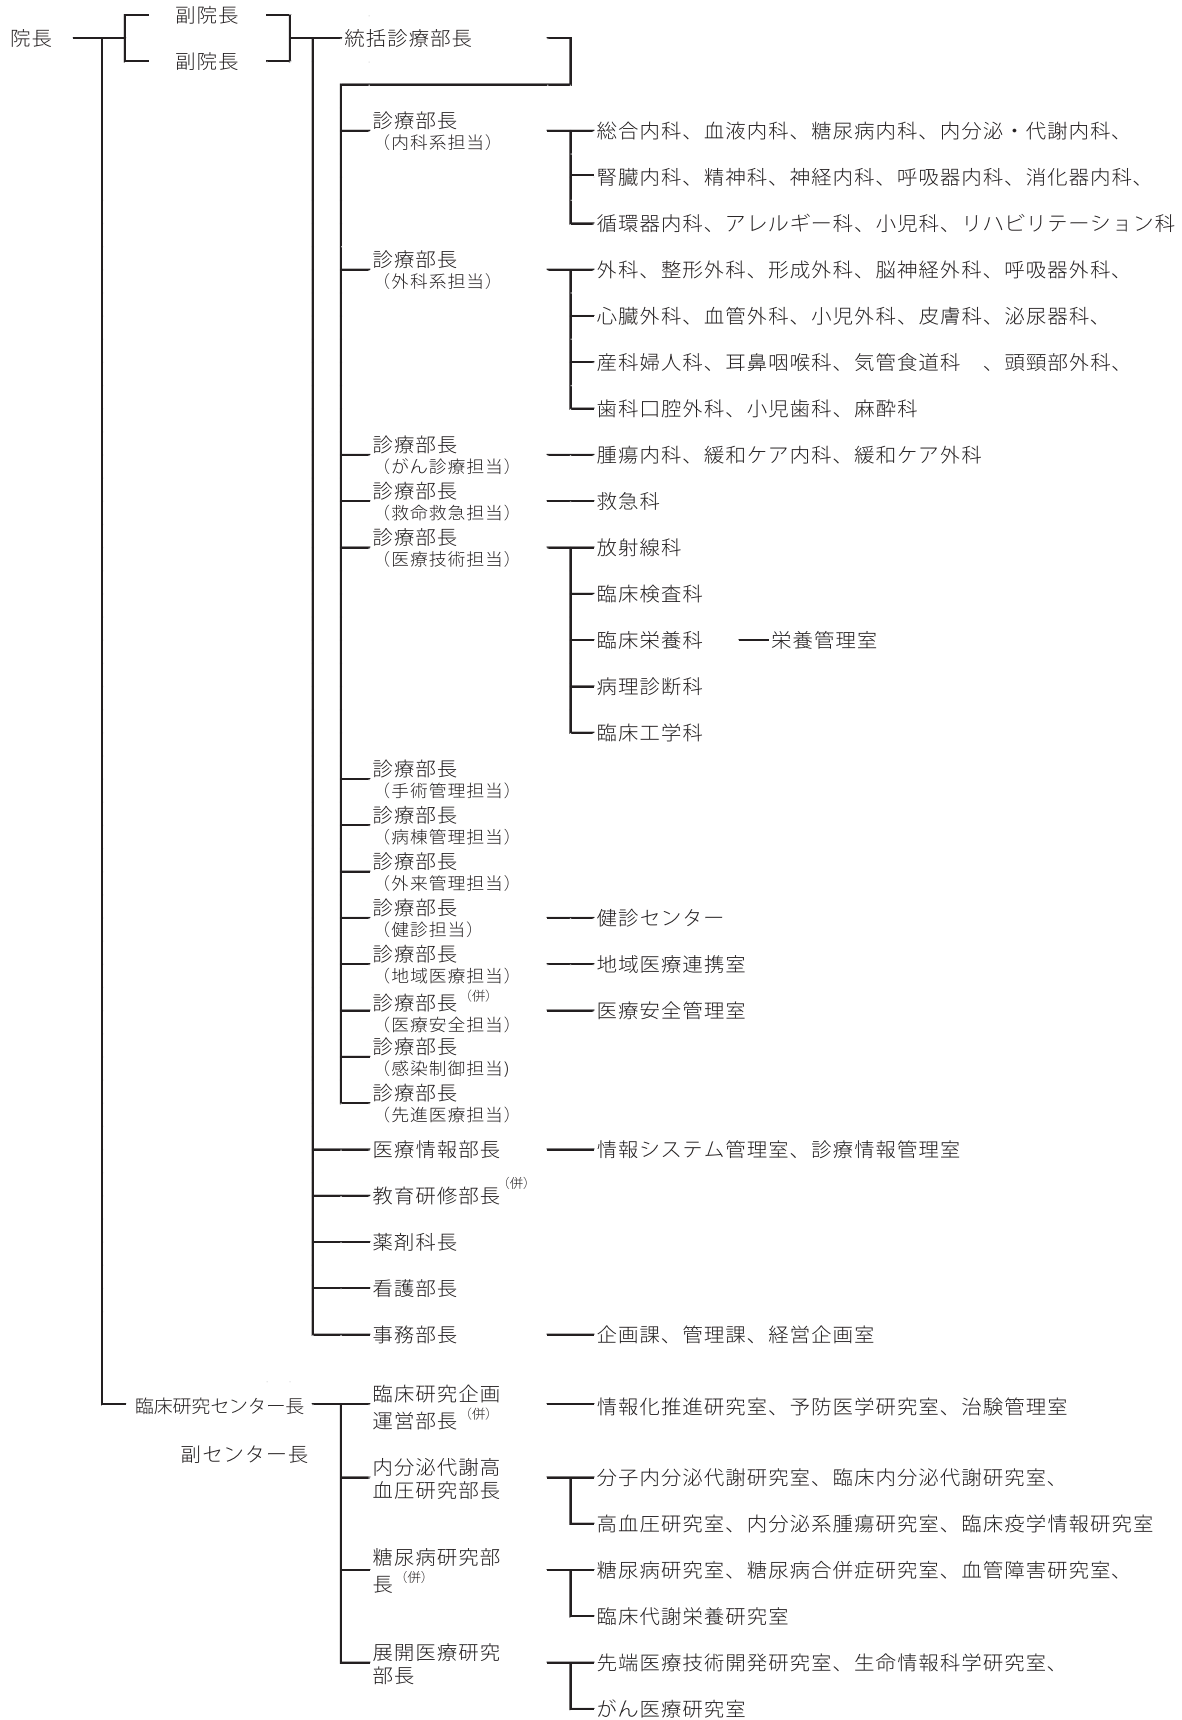 副院長
院長
統括診療部長
副院長
診療部長
（内科系担当）
総合内科、血液内科、糖尿病内科、内分泌・代謝内科、
腎臓内科、精神科、神経内科、呼吸器内科、消化器内科、
循環器内科、アレルギー科、小児科、リハビリテーション科
診療部長
（外科系担当）
外科、整形外科、形成外科、脳神経外科、呼吸器外科、
心臓外科、血管外科、小児外科、皮膚科、泌尿器科、
産科婦人科、耳鼻咽喉科、気管食道科　、頭頸部外科、
歯科口腔外科、小児歯科、麻酔科
診療部長
（がん診療担当）
腫瘍内科、緩和ケア内科、緩和ケア外科
診療部長
（救命救急担当）
救急科
診療部長
（医療技術担当）
放射線科
臨床検査科
臨床栄養科
栄養管理室
病理診断科
臨床工学科
診療部長
（手術管理担当）
診療部長
（病棟管理担当）
診療部長
（外来管理担当）
診療部長
（健診担当）
健診センター
診療部長
（地域医療担当）
地域医療連携室
診療部長（併）
（医療安全担当）
医療安全管理室
診療部長
（感染制御担当)
診療部長
（先進医療担当）
医療情報部長
情報システム管理室、診療情報管理室
教育研修部長（併）
薬剤科長
看護部長
事務部長
企画課、管理課、経営企画室
臨床研究センター長
副センター長
臨床研究企画
運営部長（併）
情報化推進研究室、予防医学研究室、治験管理室
内分泌代謝高
血圧研究部長
分子内分泌代謝研究室、臨床内分泌代謝研究室、
高血圧研究室、内分泌系腫瘍研究室、臨床疫学情報研究室
糖尿病研究部
長（併）
糖尿病研究室、糖尿病合併症研究室、血管障害研究室、
臨床代謝栄養研究室
展開医療研究
部長
先端医療技術開発研究室、生命情報科学研究室、
がん医療研究室